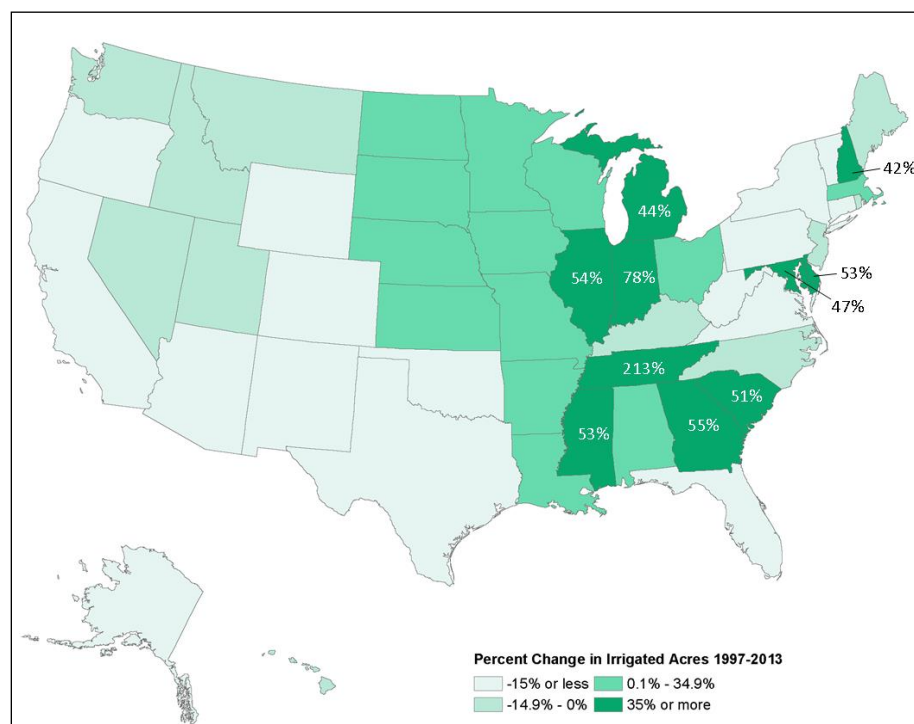 42%
44%
54%
78%
53%
47%
213%
51%
53%
55%
Percent Change in Irrigated Acres 1997-2013
-15% or less
0.1% - 34.9%
-14.9% - 0%
35% or more